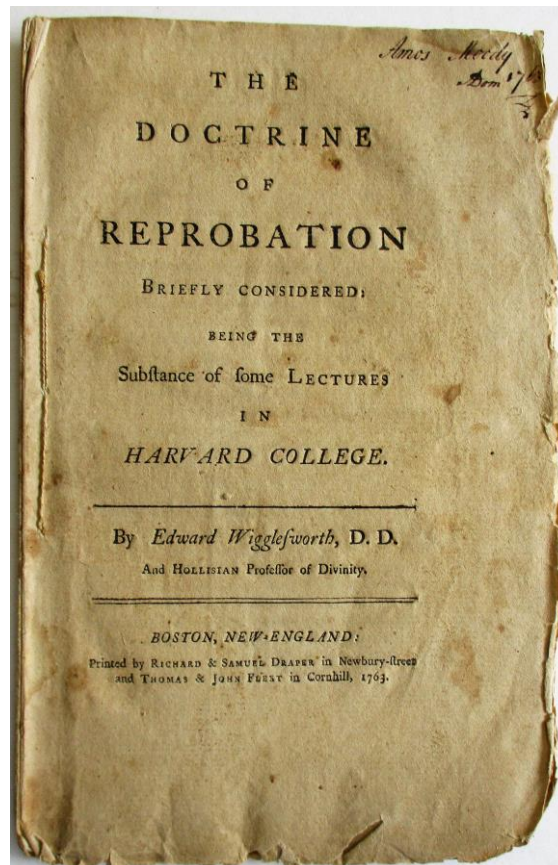 Amos Moody
Dom 1763
THE
DOCTRINE
OF
REPROBATION
BRIEFLY CONSIDERED;
BEING THE
Subſtance of ſome LECTURES
IN
HARVARD COLLEGE.
By Edward Wiggleſworth, D. D.
And HOLLISIAN Profeſſor of Divinity.
BOSTON, NEW-ENGLAND:
Printed by RICHARD & SAMUEL DRAPER in Newbury-ſtreet
and THOMAS & JOHN FLEET in Cornhill, 1763.